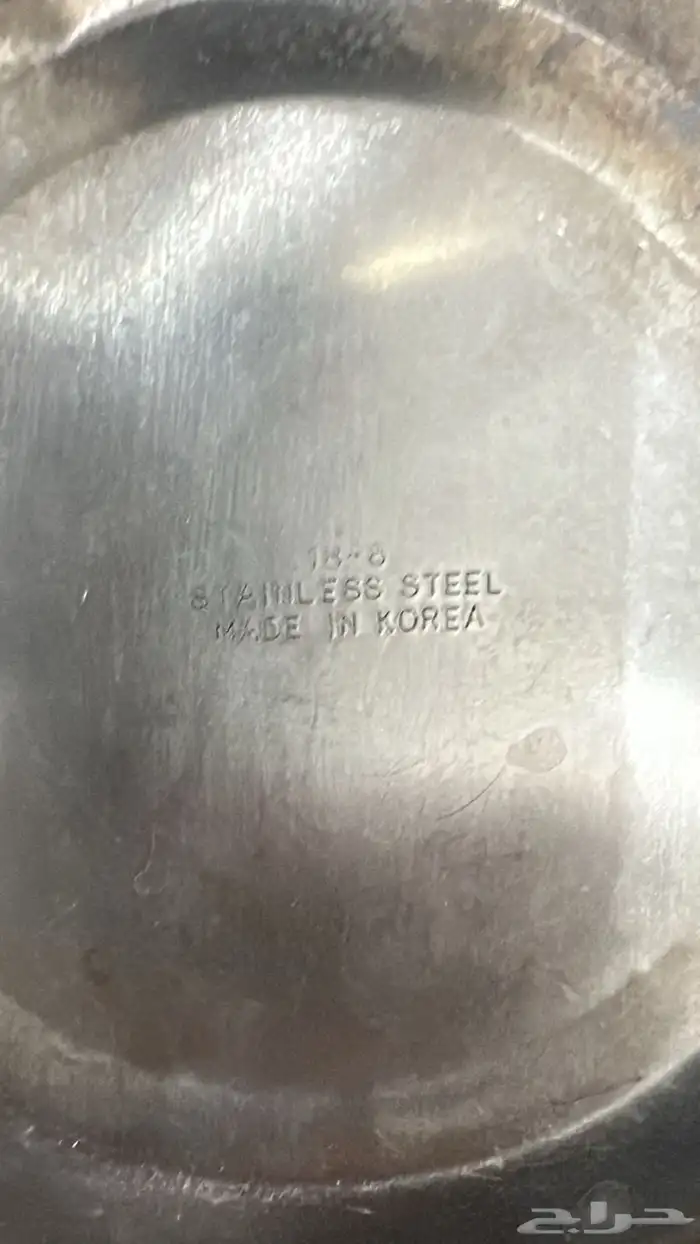 18-8
STAINLESS STEEL
MADE IN KOREA
حراج